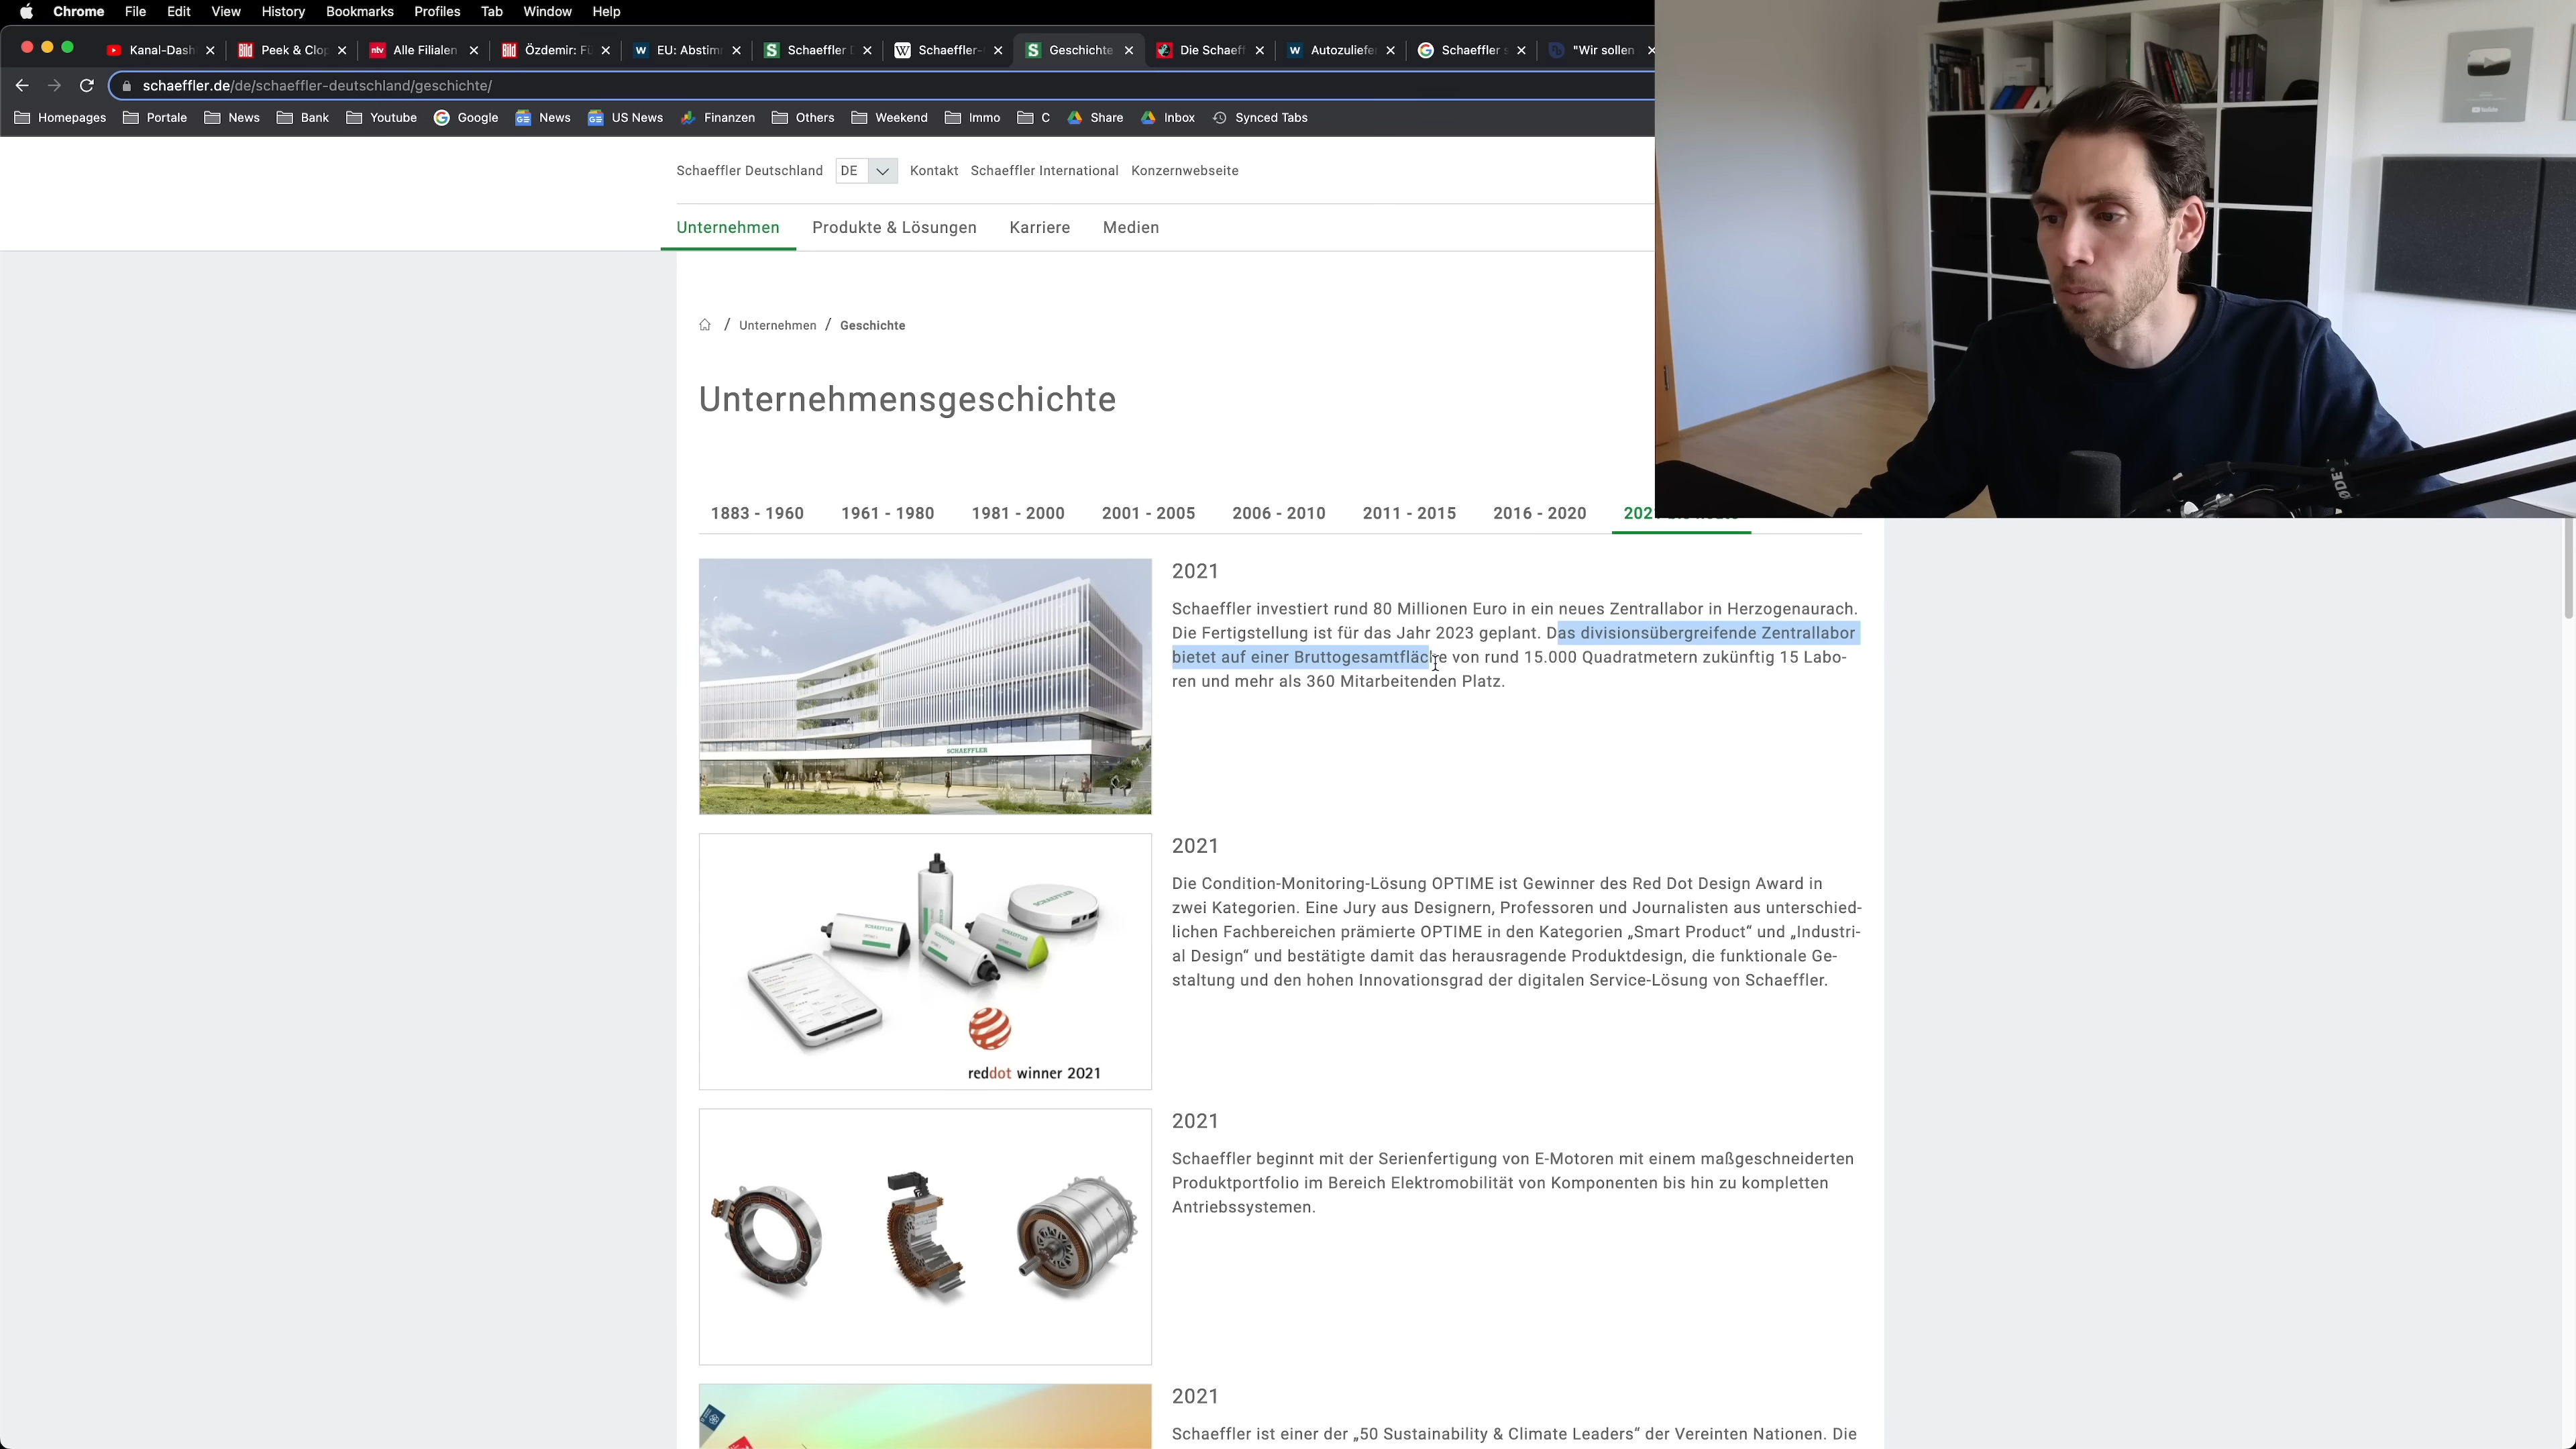 Chrome File Edit View History Bookmarks Profiles Tab Window Help
Kanal-Dash Peek & Clop Alle Filialen Özdemir: Fü EU: Abstim Schaeffler Schaeffler- Geschichte Die Schaeff Autozuliefe Schaeffler s "Wir sollen
schaeffler.de/de/schaeffler-deutschland/geschichte/
Homepages Portale News Bank Youtube Google News US News Finanzen Others Weekend Immo C Share Inbox Synced Tabs
Schaeffler Deutschland DE Kontakt Schaeffler International Konzernwebseite
Unternehmen Produkte & Lösungen Karriere Medien
/ Unternehmen / Geschichte
Unternehmensgeschichte
1883 - 1960 1961 - 1980 1981 - 2000 2001 - 2005 2006 - 2010 2011 - 2015 2016 - 2020
2021
Schaeffler investiert rund 80 Millionen Euro in ein neues Zentrallabor in Herzogenaurach.
Die Fertigstellung ist für das Jahr 2023 geplant. Das divisionsübergreifende Zentrallabor
bietet auf einer Bruttogesamtfläche von rund 15.000 Quadratmetern zukünftig 15 Labo-
ren und mehr als 360 Mitarbeitenden Platz.
SCHAEFFLER
2021
Die Condition-Monitoring-Lösung OPTIME ist Gewinner des Red Dot Design Award in
zwei Kategorien. Eine Jury aus Designern, Professoren und Journalisten aus unterschied-
lichen Fachbereichen prämierte OPTIME in den Kategorien „Smart Product“ und „Industri-
al Design“ und bestätigte damit das herausragende Produktdesign, die funktionale Ge-
staltung und den hohen Innovationsgrad der digitalen Service-Lösung von Schaeffler.
SCHAEFFLER
reddot winner 2021
2021
Schaeffler beginnt mit der Serienfertigung von E-Motoren mit einem maßgeschneiderten
Produktportfolio im Bereich Elektromobilität von Komponenten bis hin zu kompletten
Antriebssystemen.
2021
Schaeffler ist einer der „50 Sustainability & Climate Leaders“ der Vereinten Nationen. Die